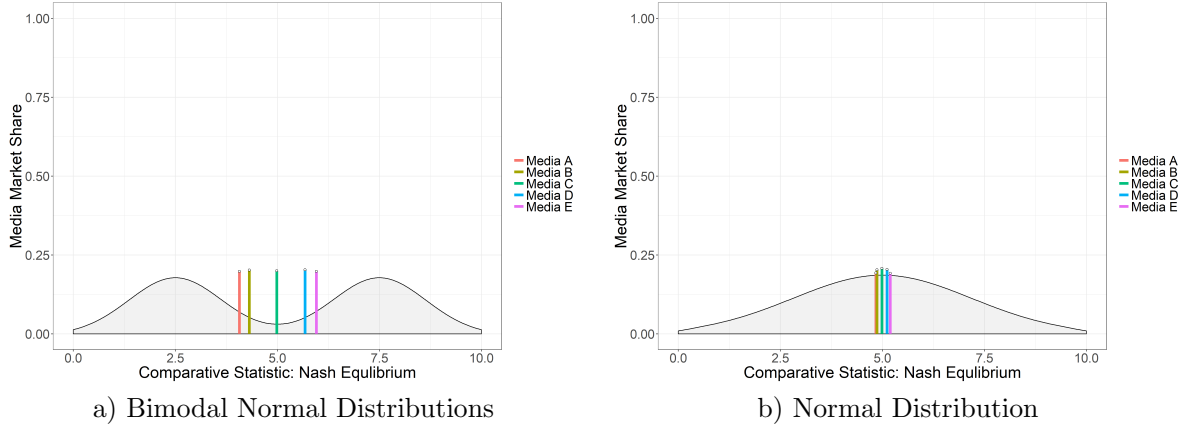 1.00
0.75
0.50
0.25
0.00
Media Market Share
0.0 2.5 5.0 7.5 10.0
Comparative Statistic: Nash Equlibrium
Media A
Media B
Media C
Media D
Media E
a) Bimodal Normal Distributions
1.00
0.75
0.50
0.25
0.00
Media Market Share
0.0 2.5 5.0 7.5 10.0
Comparative Statistic: Nash Equlibrium
Media A
Media B
Media C
Media D
Media E
b) Normal Distribution